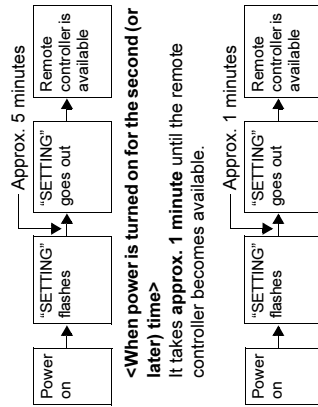 Approx. 5 minutes
Power
on
“SETTING”
flashes
“SETTING”
goes out
Remote
controller is
available
<When power is turned on for the second (or
later) time>
It takes approx. 1 minute until the remote
controller becomes available.
Approx. 1 minutes
Power
on
“SETTING”
flashes
“SETTING”
goes out
Remote
controller is
available